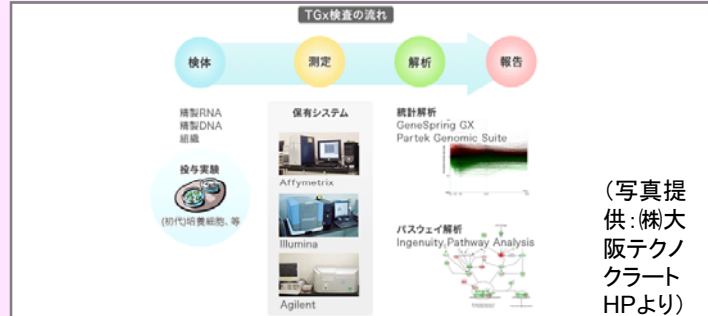 TGx検査の流れ
検体
測定
解析
報告
精製RNA
精製DNA
組織
投与実験
(初代)培養細胞、等
保有システム
Affymetrix
Illumina
Agilent
統計解析
GeneSpring GX
Partek Genomic Suite
パスウェイ解析
Ingenuity Pathway Analysis
(写真提
供:㈱大
阪テクノ
クラート
HPより)